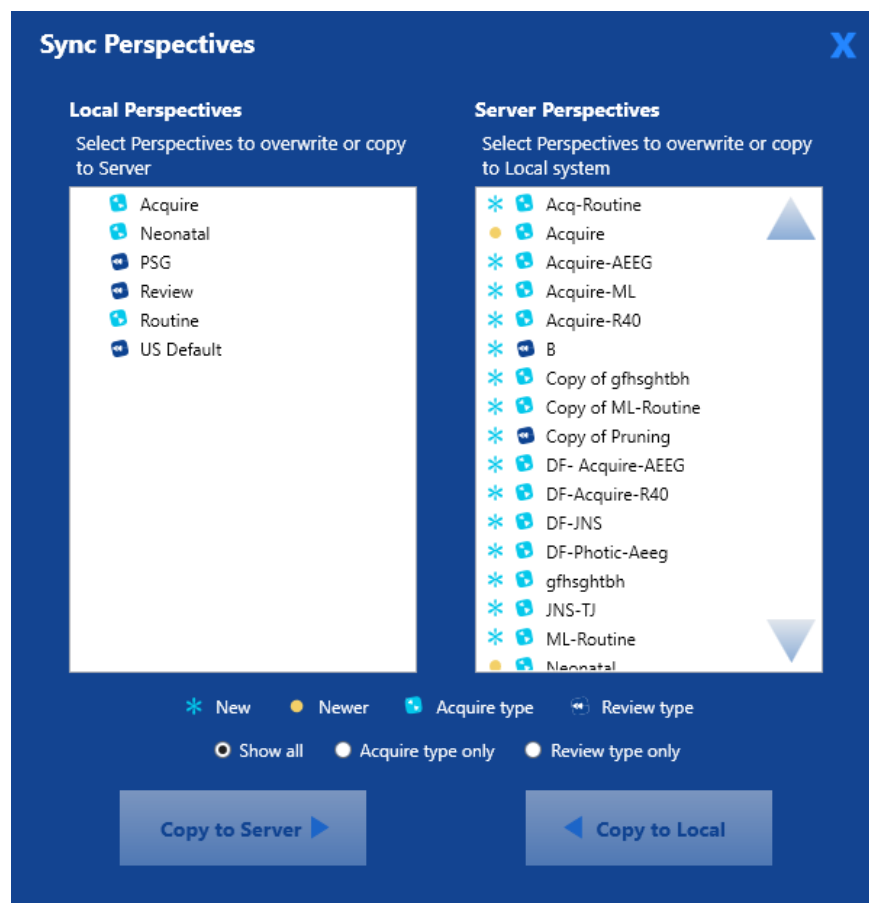 Sync Perspectives
X
Local Perspectives
Select Perspectives to overwrite or copy
to Server
Acquire
Neonatal
PSG
Review
Routine
US Default
Server Perspectives
Select Perspectives to overwrite or copy
to Local system
Acq-Routine
Acquire
Acquire-AEEG
Acquire-ML
Acquire-R40
B
Copy of gfhsghtbh
Copy of ML-Routine
Copy of Pruning
DF- Acquire-AEEG
DF-Acquire-R40
DF-JNS
DF-Photic-Aeeg
gfhsghtbh
JNS-TJ
ML-Routine
Neonatal
New Newer Acquire type Review type
Show all Acquire type only Review type only
Copy to Server Copy to Local